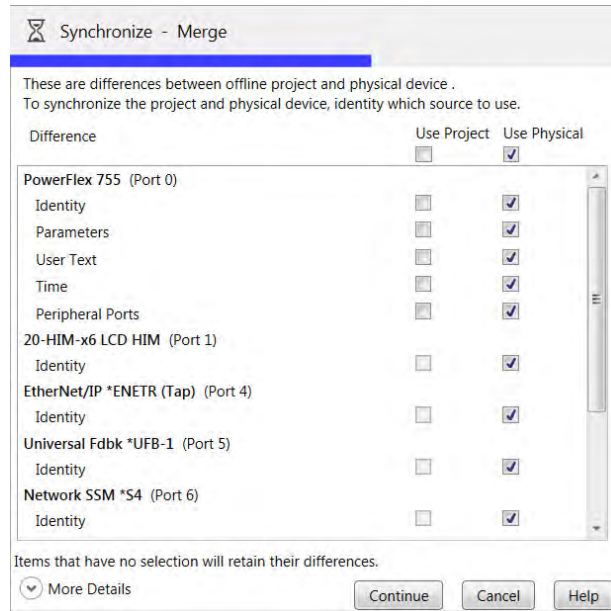 Synchronize - Merge
These are differences between offline project and physical device .
To synchronize the project and physical device, identity which source to use.
Difference Use Project Use Physical
PowerFlex 755 (Port 0)
Identity
Parameters
User Text
Time
Peripheral Ports
20-HIM-x6 LCD HIM (Port 1)
Identity
EtherNet/IP *ENETR (Tap) (Port 4)
Identity
Universal Fdbk *UFB-1 (Port 5)
Identity
Network SSM *S4 (Port 6)
Identity
Items that have no selection will retain their differences.
More Details Continue Cancel Help